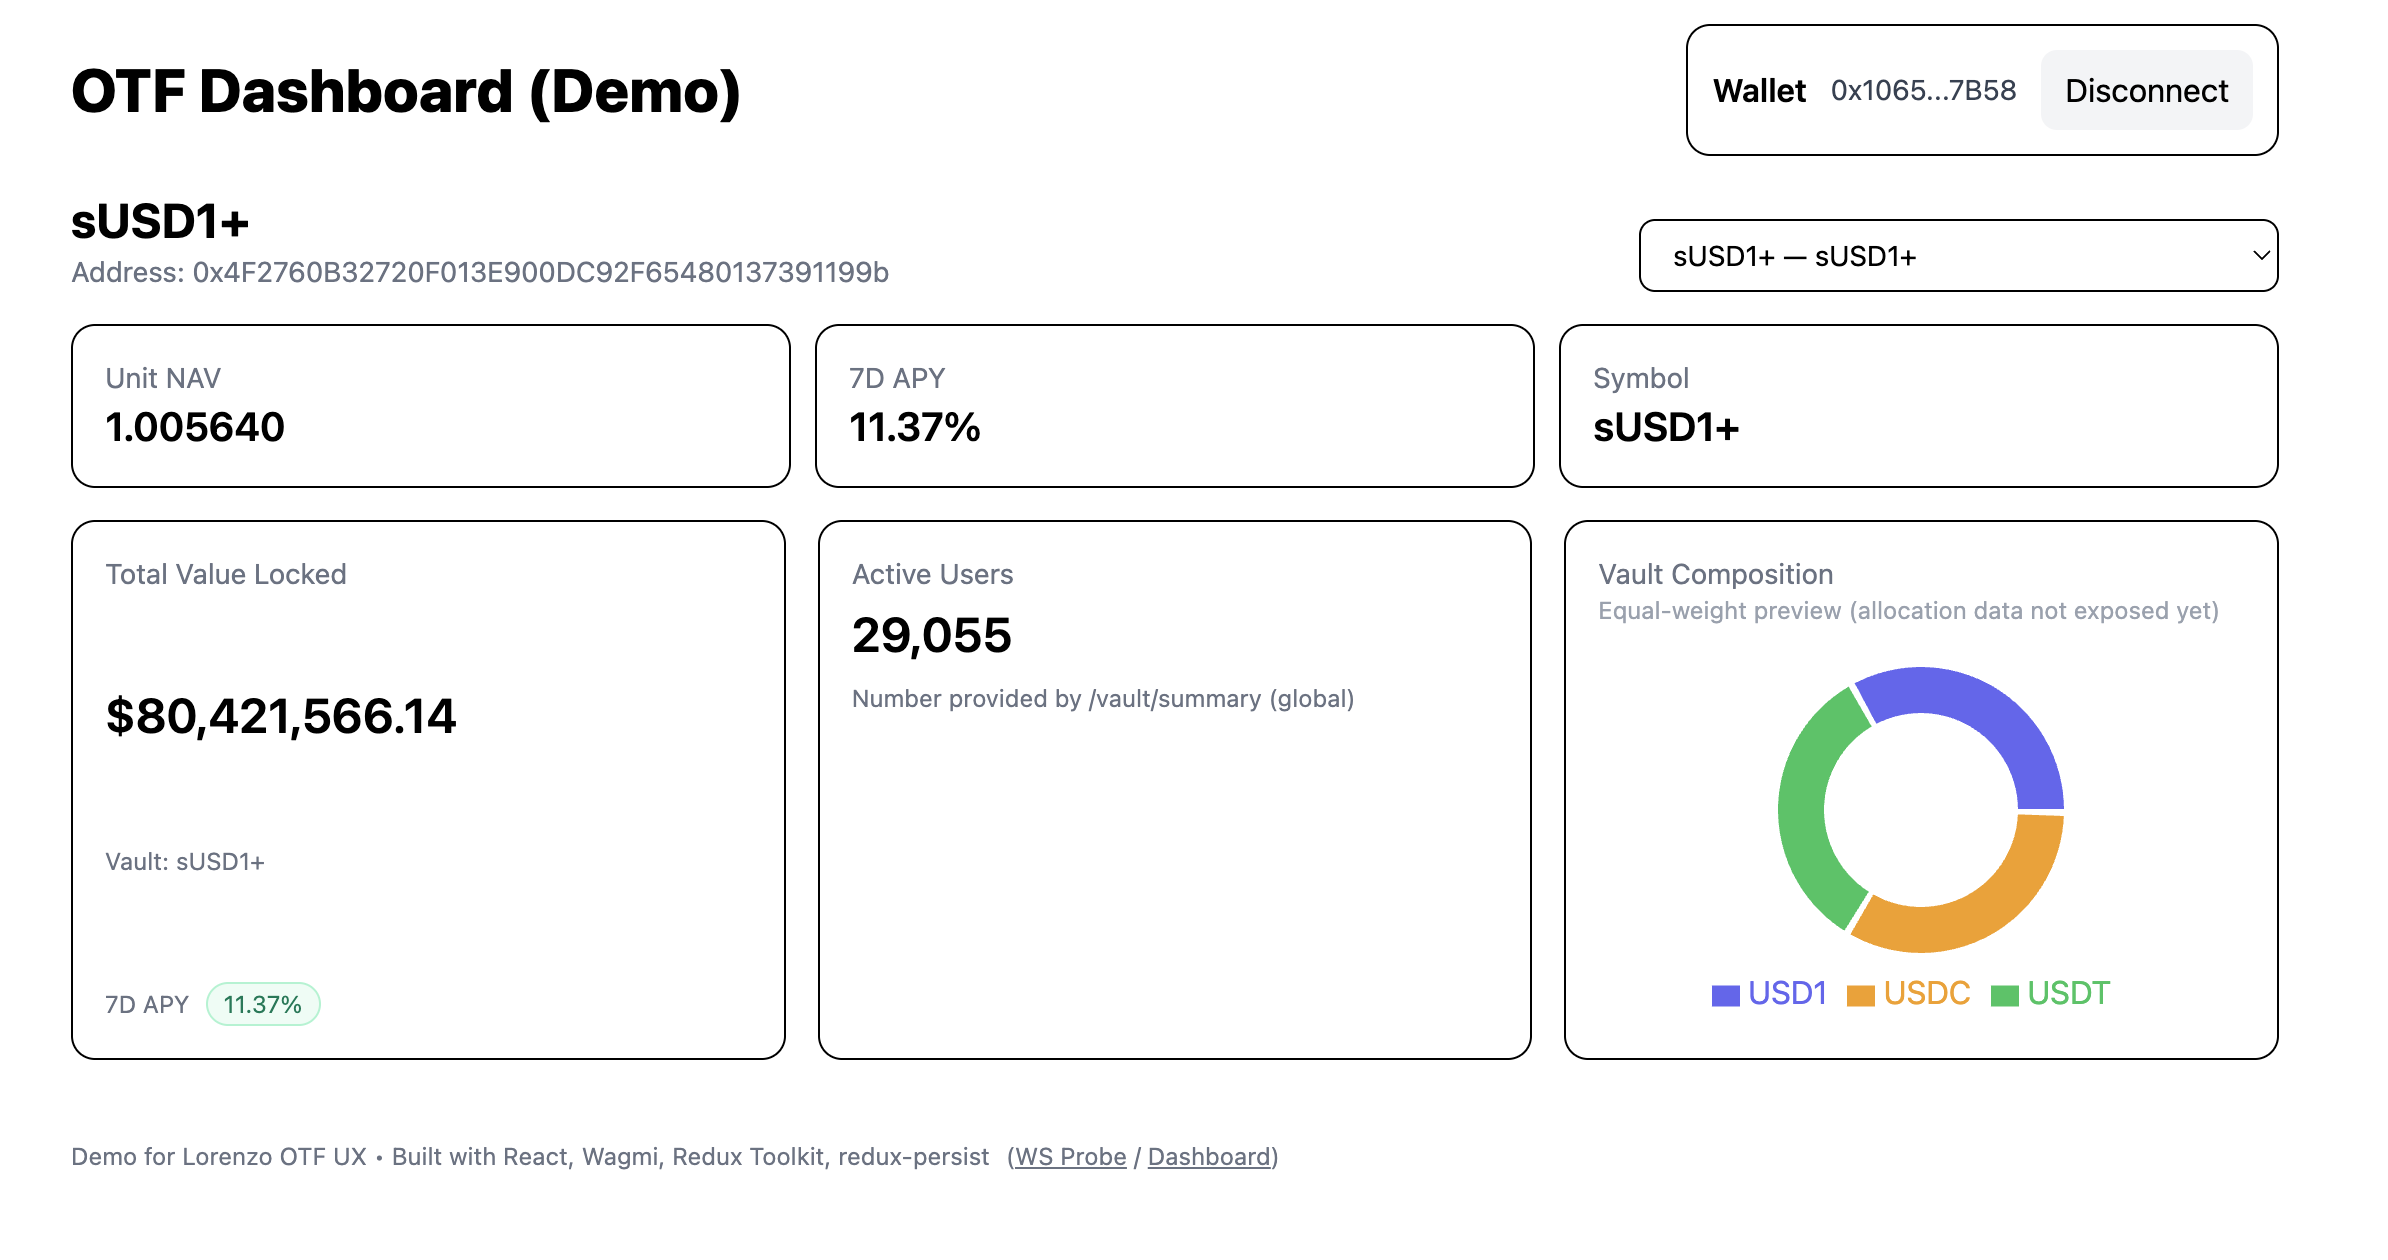 OTF Dashboard (Demo)
Wallet 0x1065...7B58 Disconnect
sUSD1+
Address: 0x4F2760B32720F013E900DC92F65480137391199b
sUSD1+ — sUSD1+
Unit NAV
1.005640
7D APY
11.37%
Symbol
sUSD1+
Total Value Locked
$80,421,566.14
Vault: sUSD1+
7D APY 11.37%
Active Users
29,055
Number provided by /vault/summary (global)
Vault Composition
Equal-weight preview (allocation data not exposed yet)
USD1 USDC USDT
Demo for Lorenzo OTF UX • Built with React, Wagmi, Redux Toolkit, redux-persist (WS Probe / Dashboard)